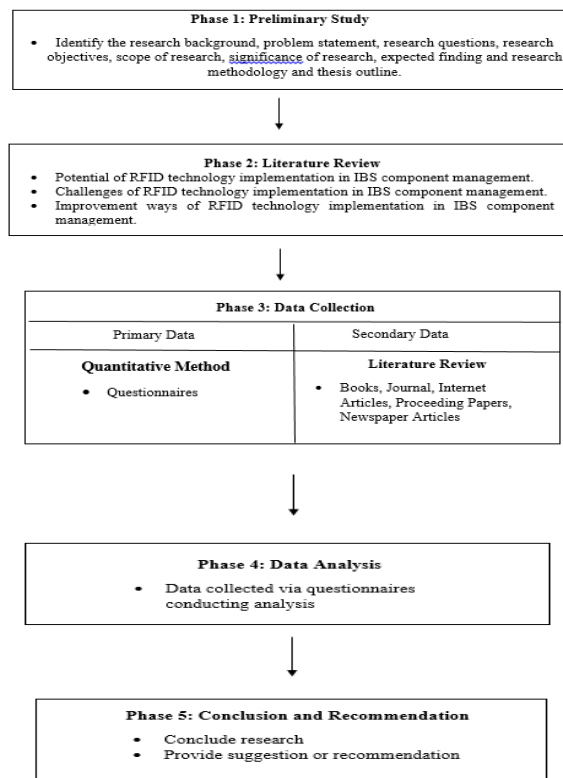 Phase 1: Preliminary Study
• Identify the research background, problem statement, research questions, research
objectives, scope of research, significance of research, expected finding and research
methodology and thesis outline.
Phase 2: Literature Review
• Potential of RFID technology implementation in IBS component management.
• Challenges of RFID technology implementation in IBS component management.
• Improvement ways of RFID technology implementation in IBS component
management.
Phase 3: Data Collection
Primary Data
Secondary Data
Quantitative Method
• Questionnaires
Literature Review
• Books, Journal, Internet
Articles, Proceeding Papers,
Newspaper Articles
Phase 4: Data Analysis
• Data collected via questionnaires
conducting analysis
Phase 5: Conclusion and Recommendation
• Conclude research
• Provide suggestion or recommendation